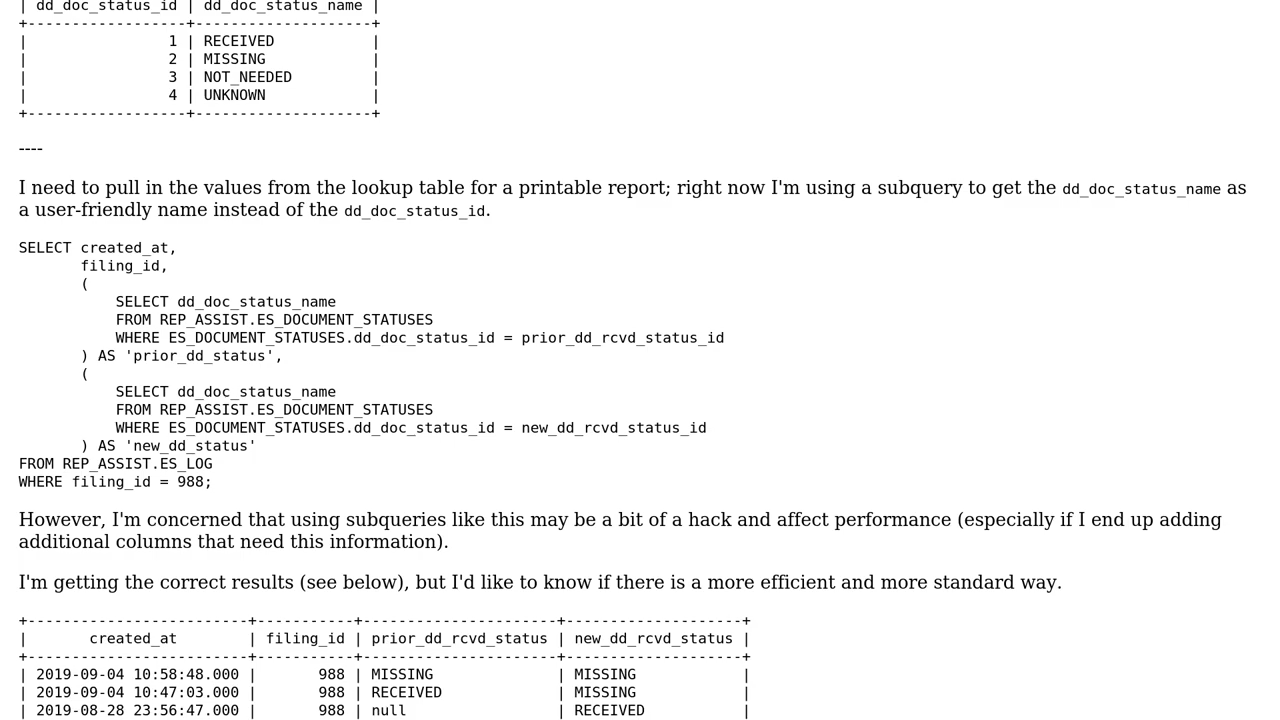 | dd_doc_status_id | dd_doc_status_name |
+------------------+--------------------+
|                1 | RECEIVED           |
|                2 | MISSING            |
|                3 | NOT_NEEDED         |
|                4 | UNKNOWN            |
+------------------+--------------------+
----
I need to pull in the values from the lookup table for a printable report; right now I'm using a subquery to get the dd_doc_status_name as
a user-friendly name instead of the dd_doc_status_id.
SELECT created_at,
       filing_id,
       (
           SELECT dd_doc_status_name
           FROM REP_ASSIST.ES_DOCUMENT_STATUSES
           WHERE ES_DOCUMENT_STATUSES.dd_doc_status_id = prior_dd_rcvd_status_id
       ) AS 'prior_dd_status',
       (
           SELECT dd_doc_status_name
           FROM REP_ASSIST.ES_DOCUMENT_STATUSES
           WHERE ES_DOCUMENT_STATUSES.dd_doc_status_id = new_dd_rcvd_status_id
       ) AS 'new_dd_status'
FROM REP_ASSIST.ES_LOG
WHERE filing_id = 988;
However, I'm concerned that using subqueries like this may be a bit of a hack and affect performance (especially if I end up adding
additional columns that need this information).
I'm getting the correct results (see below), but I'd like to know if there is a more efficient and more standard way.
+-------------------------+-----------+----------------------+--------------------+
|       created_at        | filing_id | prior_dd_rcvd_status | new_dd_rcvd_status |
+-------------------------+-----------+----------------------+--------------------+
| 2019-09-04 10:58:48.000 |       988 | MISSING              | MISSING            |
| 2019-09-04 10:47:03.000 |       988 | RECEIVED             | MISSING            |
| 2019-08-28 23:56:47.000 |       988 | null                 | RECEIVED           |